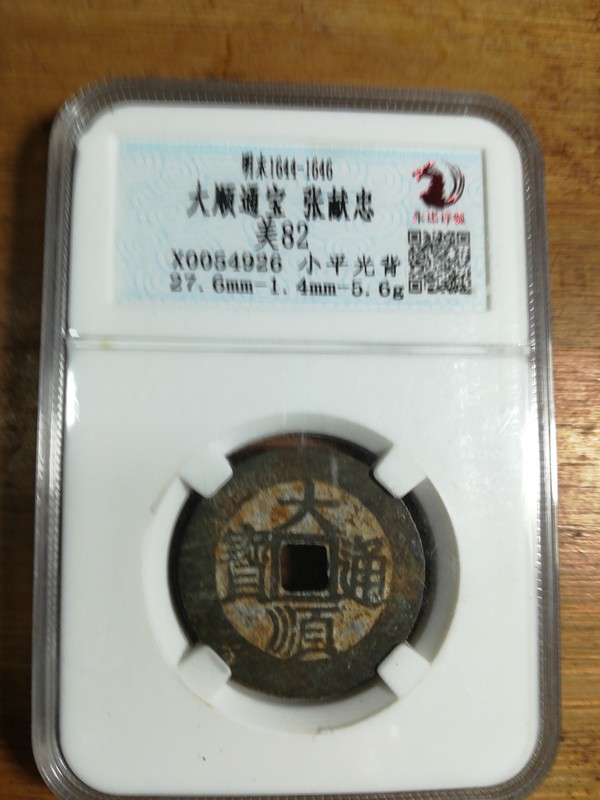 明末1644-1646
大顺通宝 张献忠
美82
X0054926 小平光背
27.6mm-1.4mm-5.6g
大順通寶